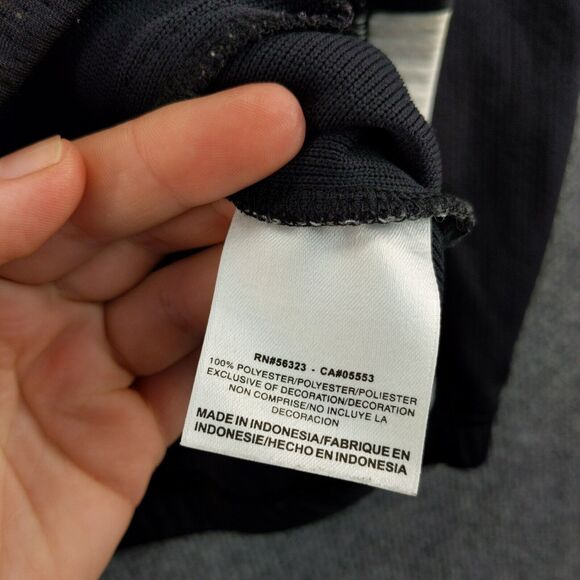 RN#56323 - CA#05553
100% POLYESTER/POLYESTER/POLIESTER
EXCLUSIVE OF DECORATION/DECORATION
NON COMPRISE/NO INCLUYE LA
DECORACION
MADE IN INDONESIA/FABRIQUE EN
INDONESIE/HECHO EN INDONESIA